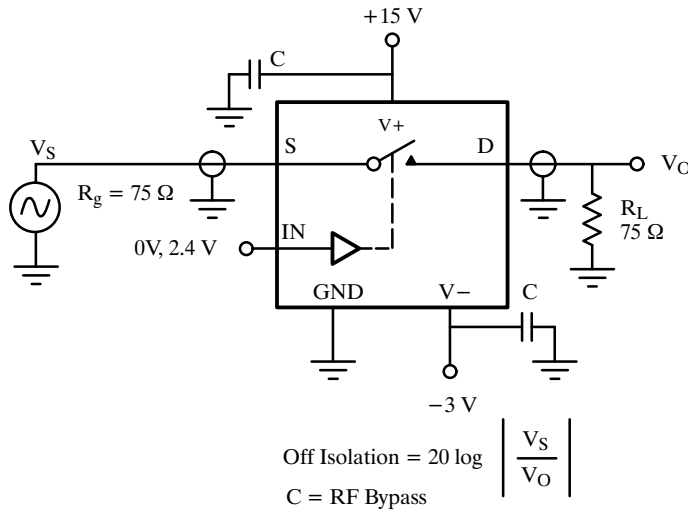 +15 V
C
V+
VS
S
D
VO
Rg = 75 Ω
RL
75 Ω
0V, 2.4 V
IN
GND
V−
C
−3 V
Off Isolation = 20 log | VS / VO |
C = RF Bypass